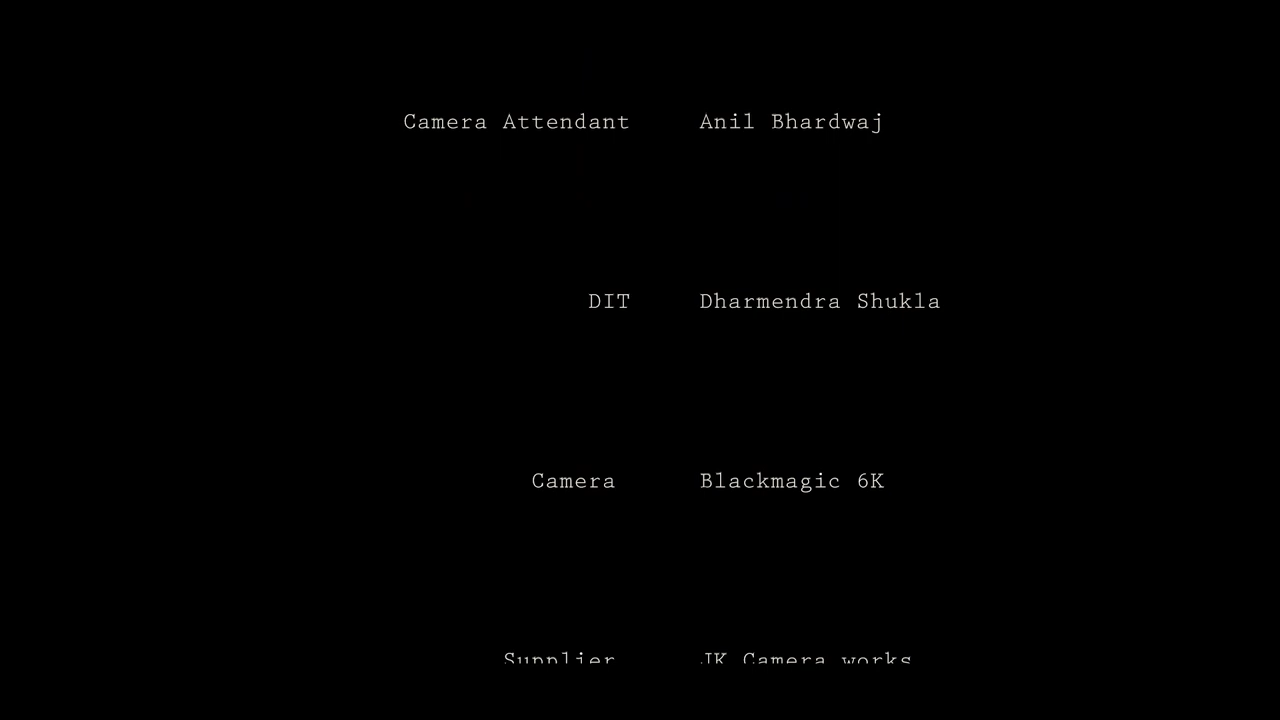 Camera Attendant Anil Bhardwaj
DIT Dharmendra Shukla
Camera Blackmagic 6K
Supplier JK Camera works